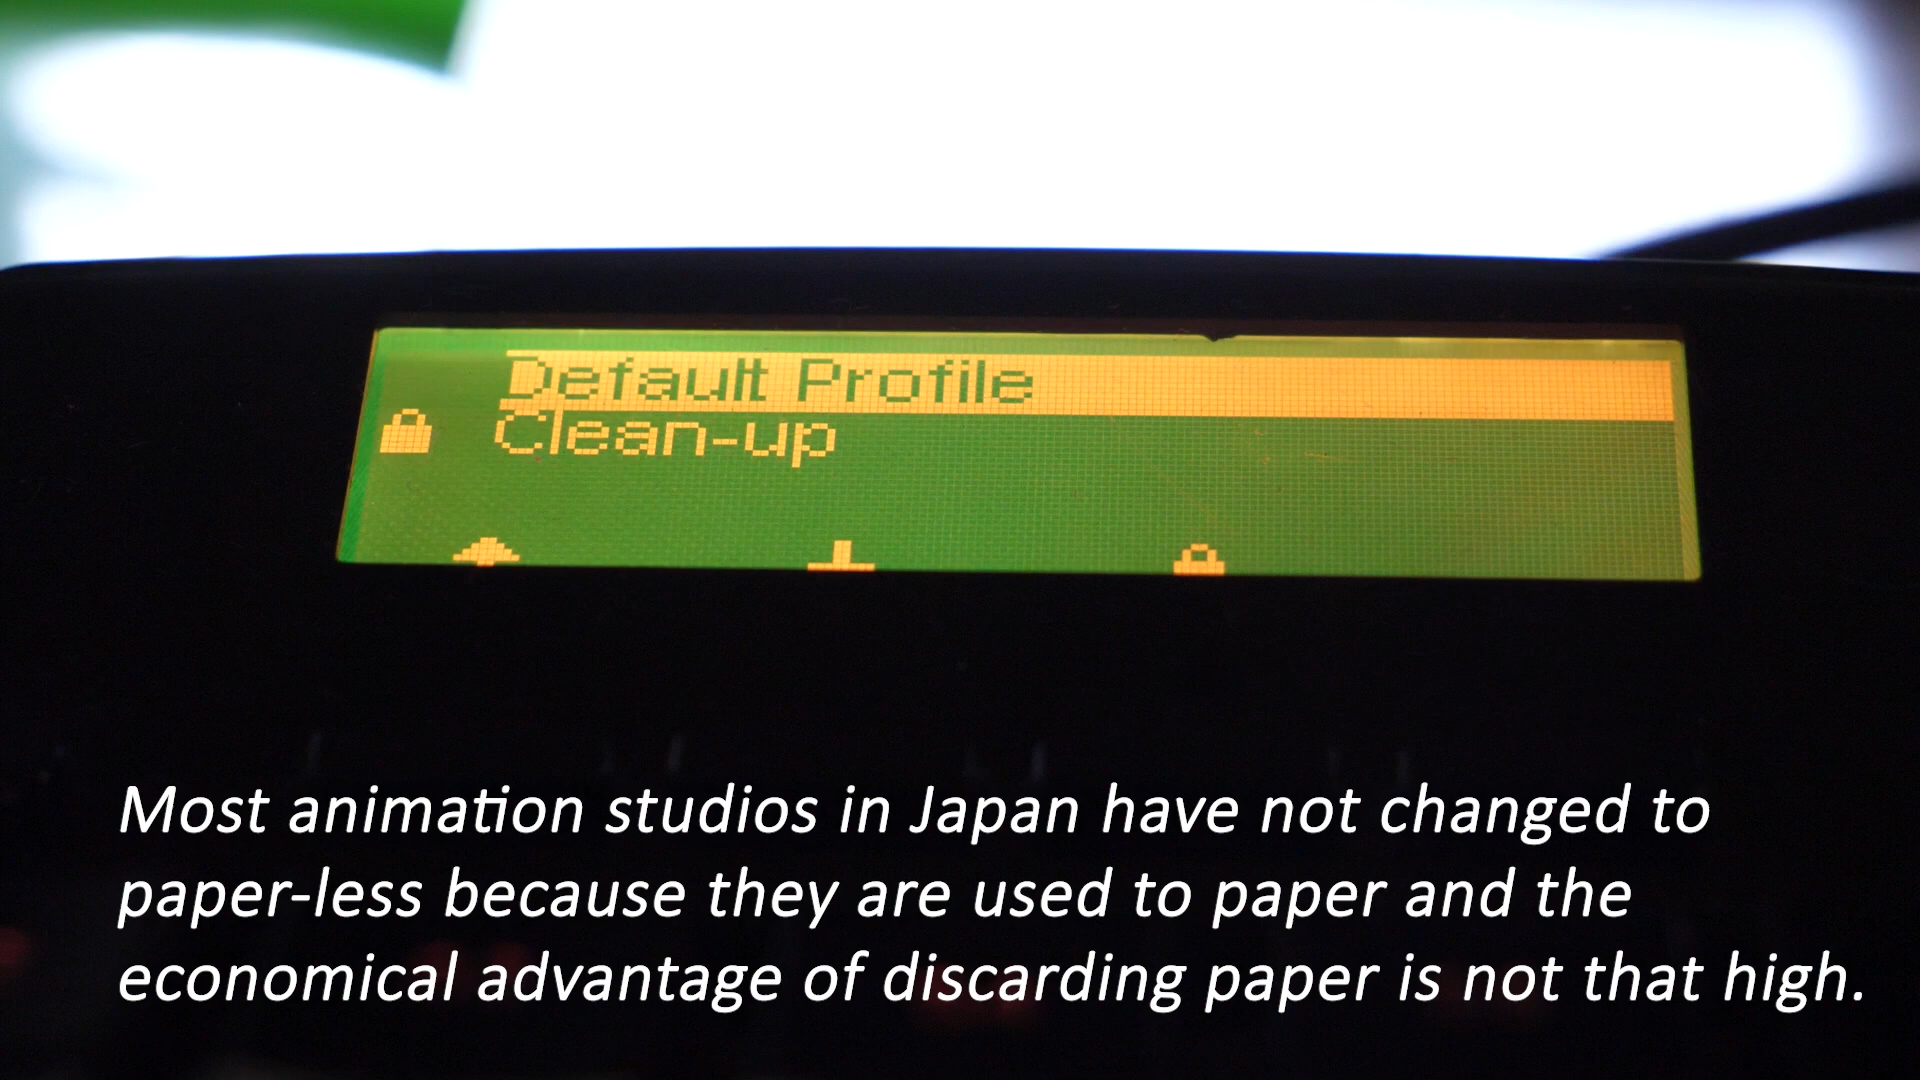 Default Profile
Clean-up
Most animation studios in Japan have not changed to
paper-less because they are used to paper and the
economical advantage of discarding paper is not that high.